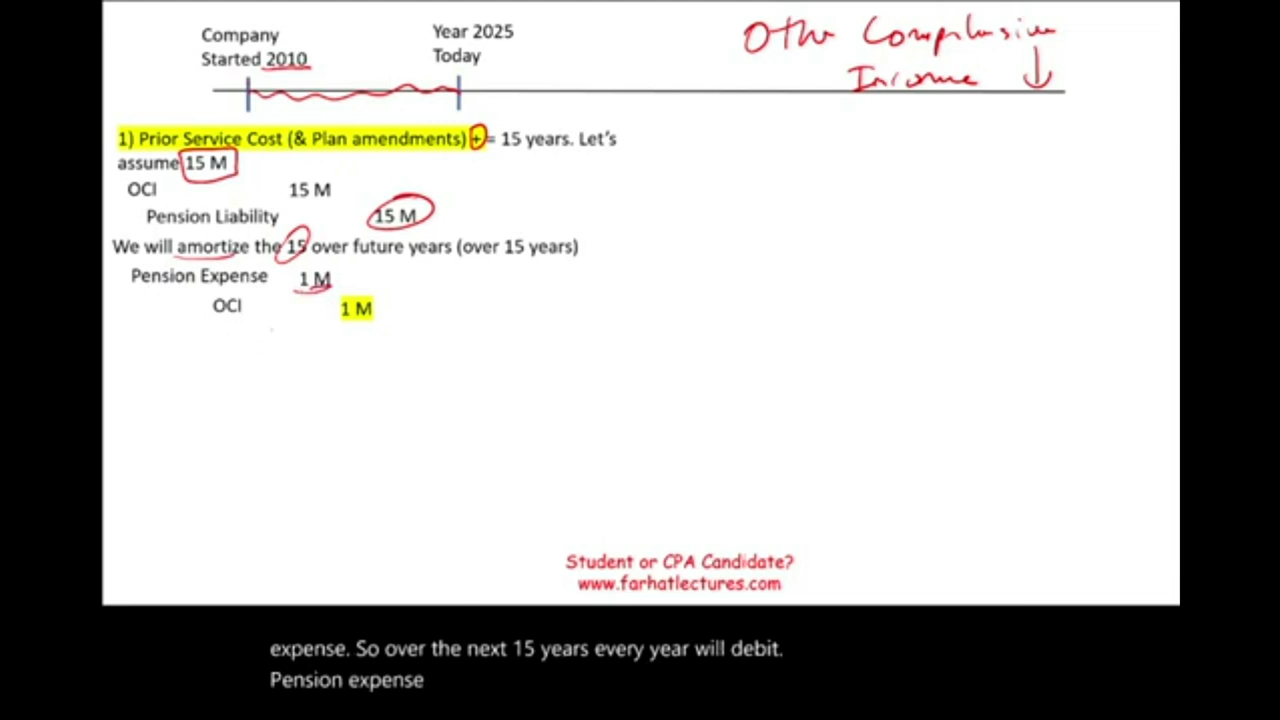 Company
Started 2010
Year 2025
Today
Other Comprehensive
Income
1) Prior Service Cost (& Plan amendments) + = 15 years. Let's
assume 15 M
OCI 15 M
Pension Liability 15 M
We will amortize the 15 over future years (over 15 years)
Pension Expense 1 M
OCI 1 M
Student or CPA Candidate?
www.farhatlectures.com
expense. So over the next 15 years every year will debit.
Pension expense